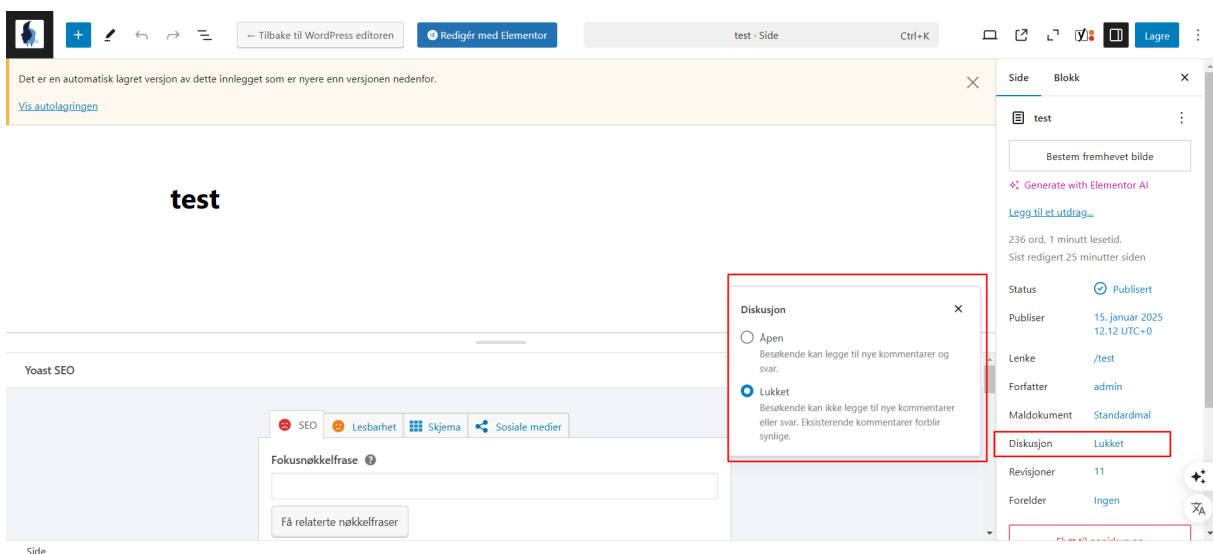 ← Tilbake til WordPress editoren
Redigér med Elementor
test · Side
Ctrl+K
Lagre
Det er en automatisk lagret versjon av dette innlegget som er nyere enn versjonen nedenfor.
Vis autolagringen
test
Side
Blokk
test
Bestem fremhevet bilde
Generate with Elementor AI
Legg til et utdrag...
236 ord, 1 minutt lesetid.
Sist redigert 25 minutter siden
Status
Publisert
Publiser
15. januar 2025
12.12 UTC+0
Lenke
/test
Forfatter
admin
Maldokument
Standardmal
Diskusjon
Lukket
Revisjoner
11
Forelder
Ingen
Diskusjon
Åpen
Besøkende kan legge til nye kommentarer og
svar.
Lukket
Besøkende kan ikke legge til nye kommentarer
eller svar. Eksisterende kommentarer forblir
synlige.
Yoast SEO
SEO
Lesbarhet
Skjema
Sosiale medier
Fokusnøkkelfrase
Få relaterte nøkkelfraser
Side